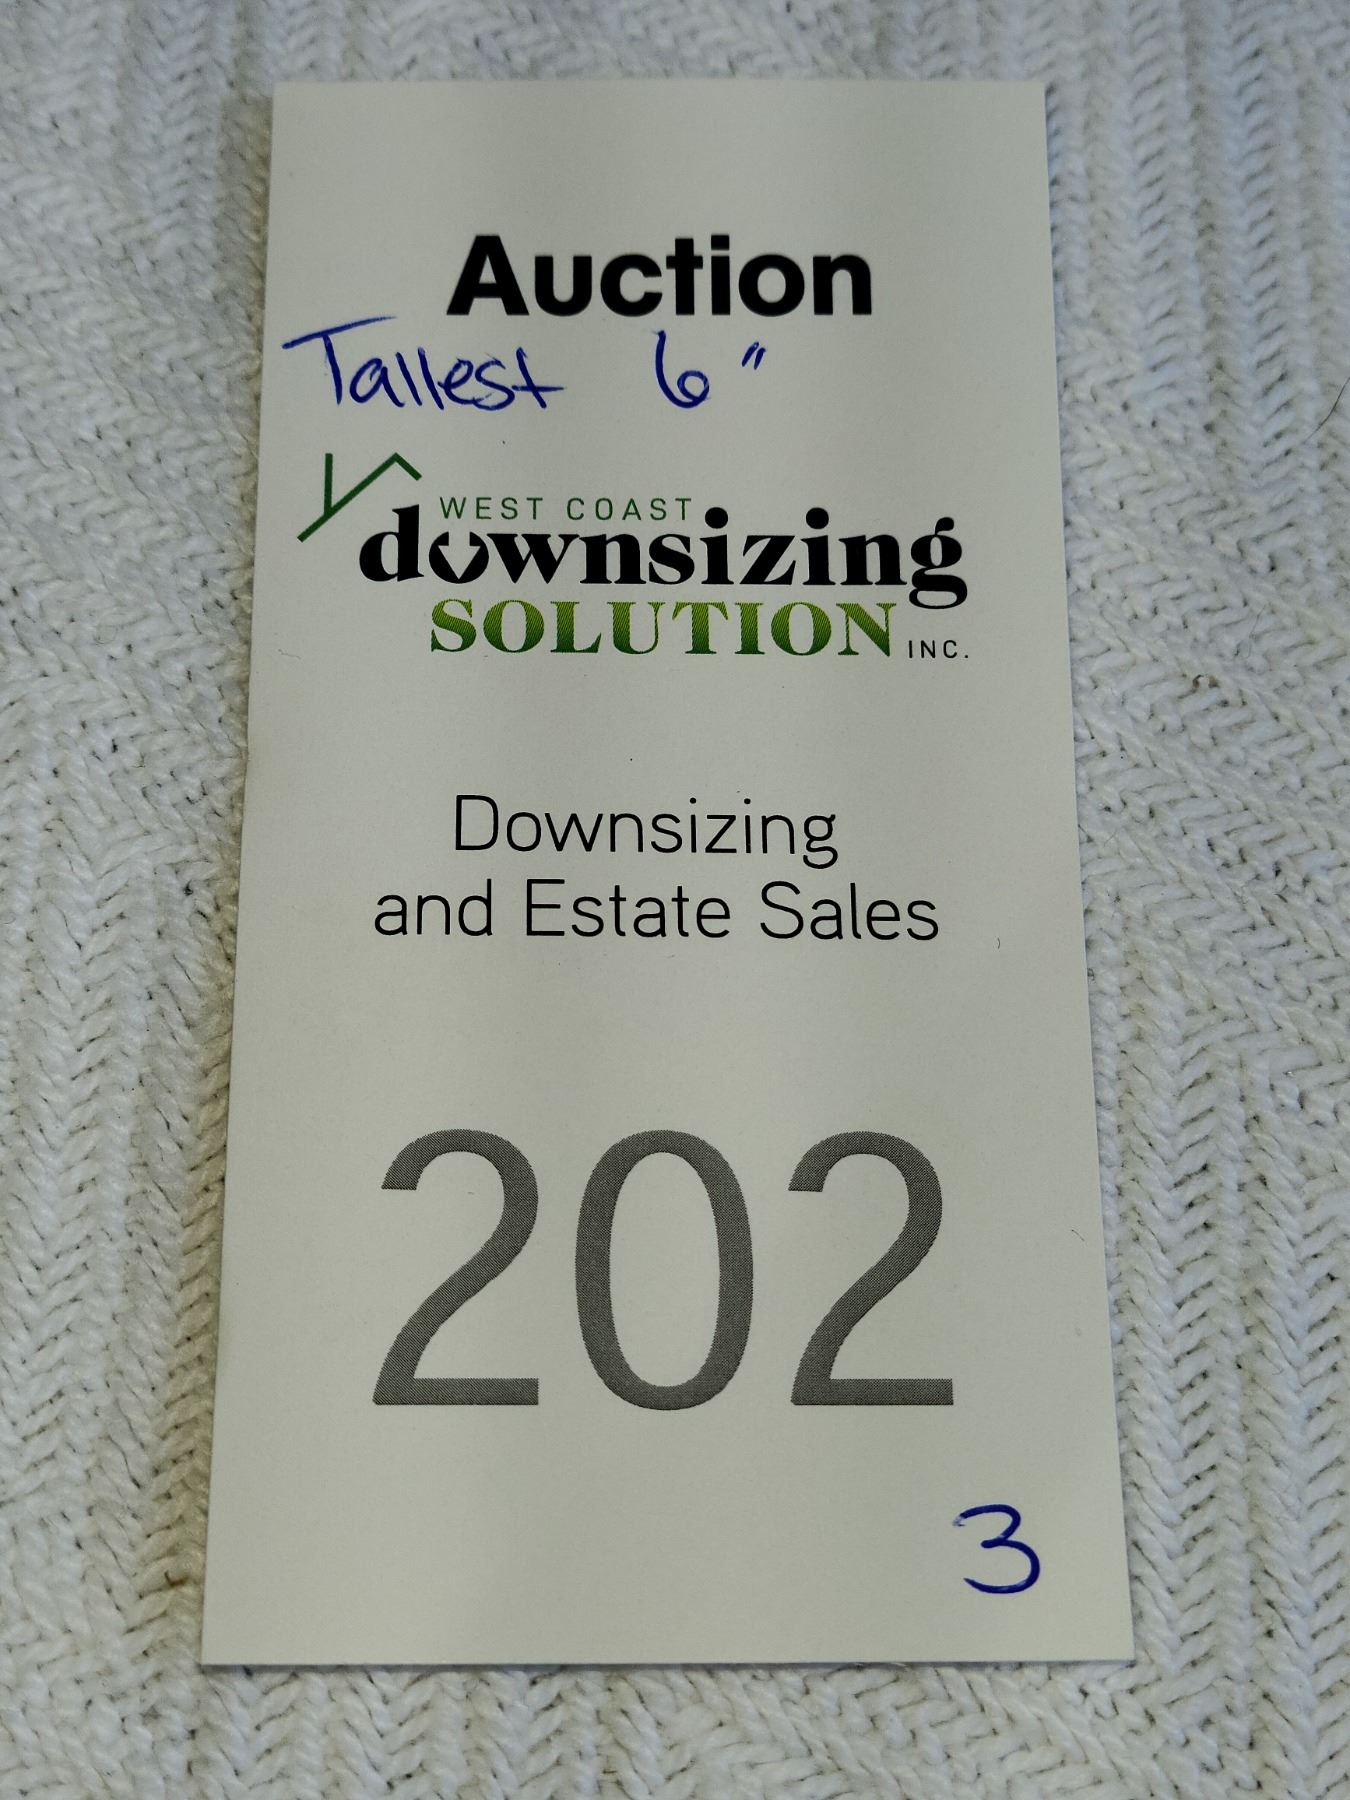 Auction
Tallest 6"
WEST COAST
downsizing
SOLUTION INC.
Downsizing
and Estate Sales
202
3